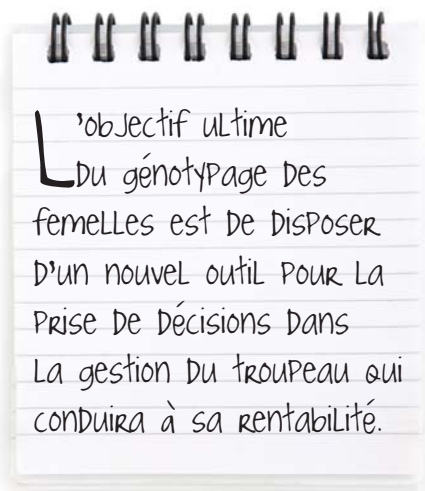 L'objectif ultime
du génotypage des
femelles est de disposer
d'un nouvel outil pour la
prise de décisions dans
la gestion du troupeau qui
conduira à sa rentabilité.